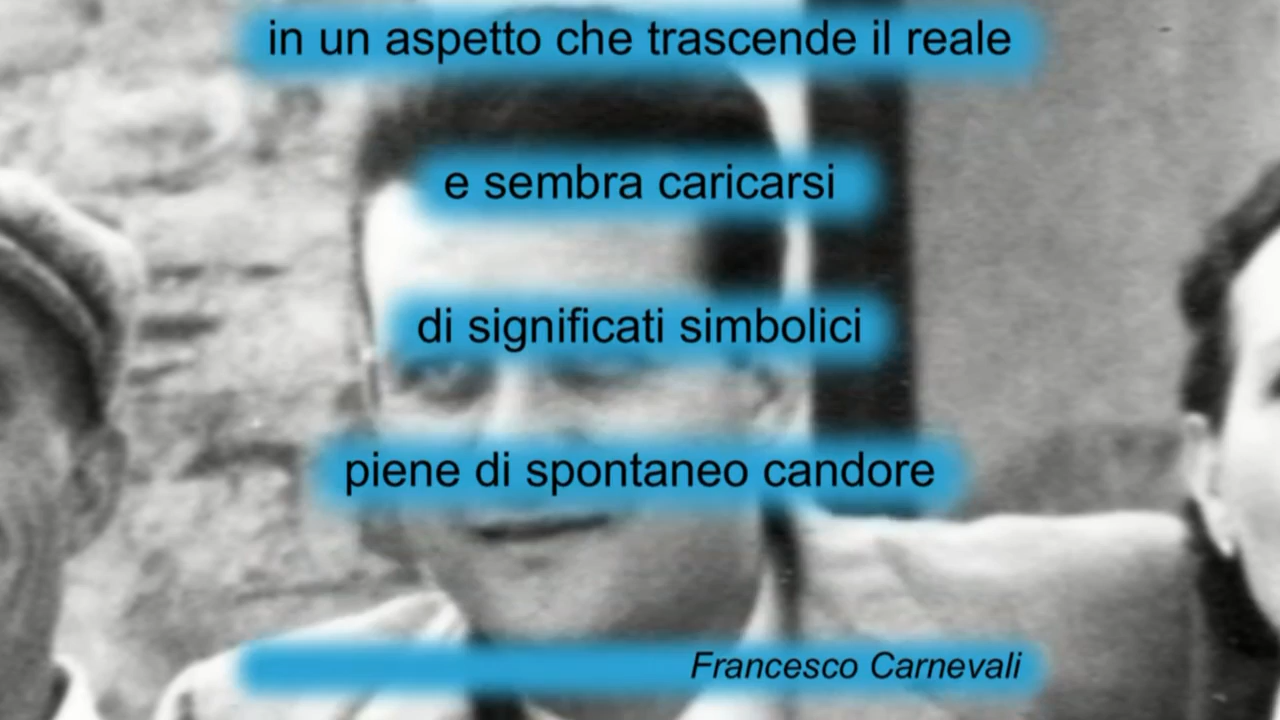 in un aspetto che trascende il reale
e sembra caricarsi
di significati simbolici
piene di spontaneo candore
Francesco Carnevali